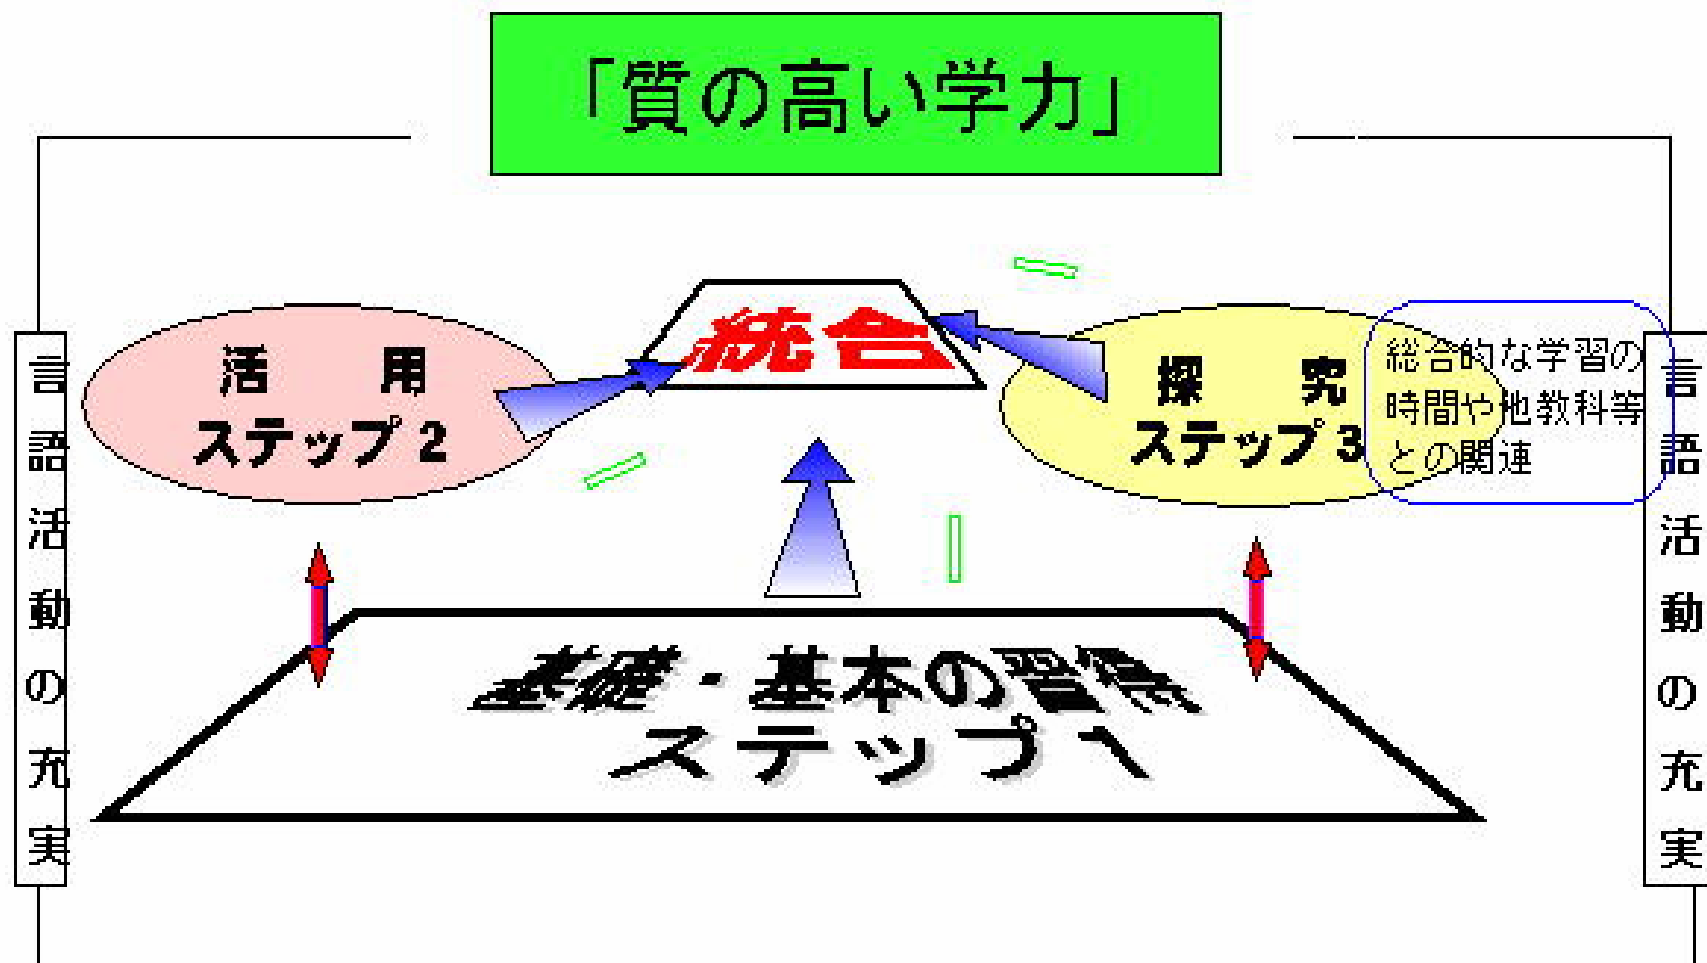 「質の高い学力」
統合
活　用
ステップ2
探　究
ステップ3
総合的な学習の
時間や他教科等
との関連
基礎・基本の習得
ステップ1
言語活動の充実
言語活動の充実